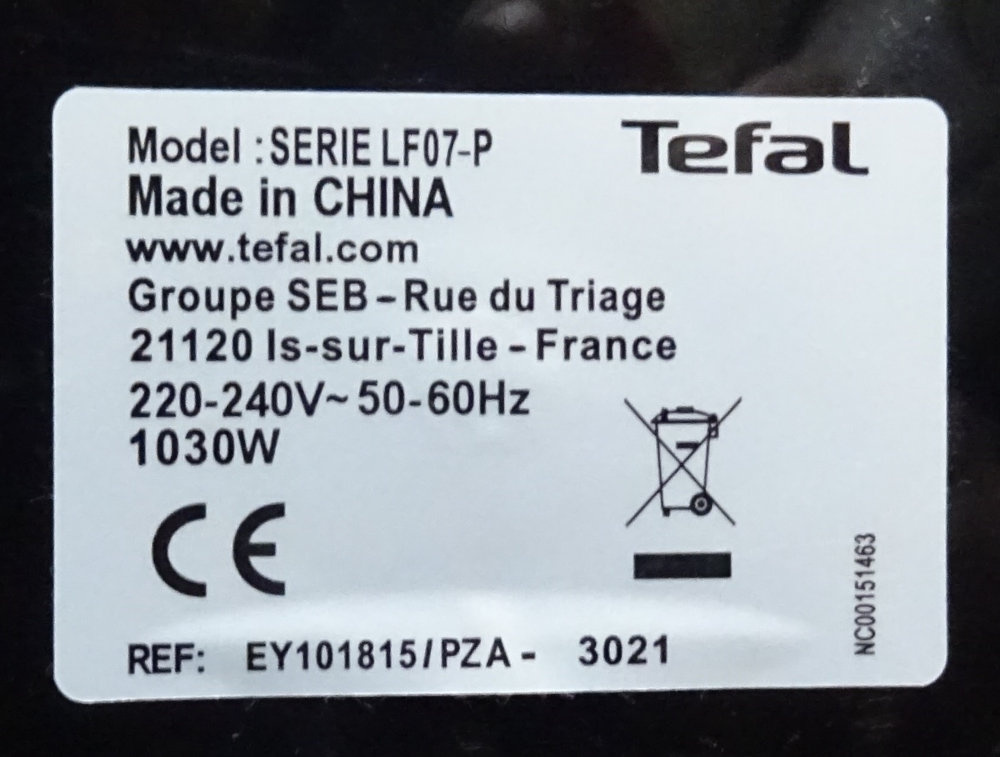 Model :SERIE LF07-P
Tefal
Made in CHINA
www.tefal.com
Groupe SEB – Rue du Triage
21120 Is-sur-Tille – France
220-240V~ 50-60Hz
1030W
CE
NC00151463
REF: EY101815/PZA - 3021